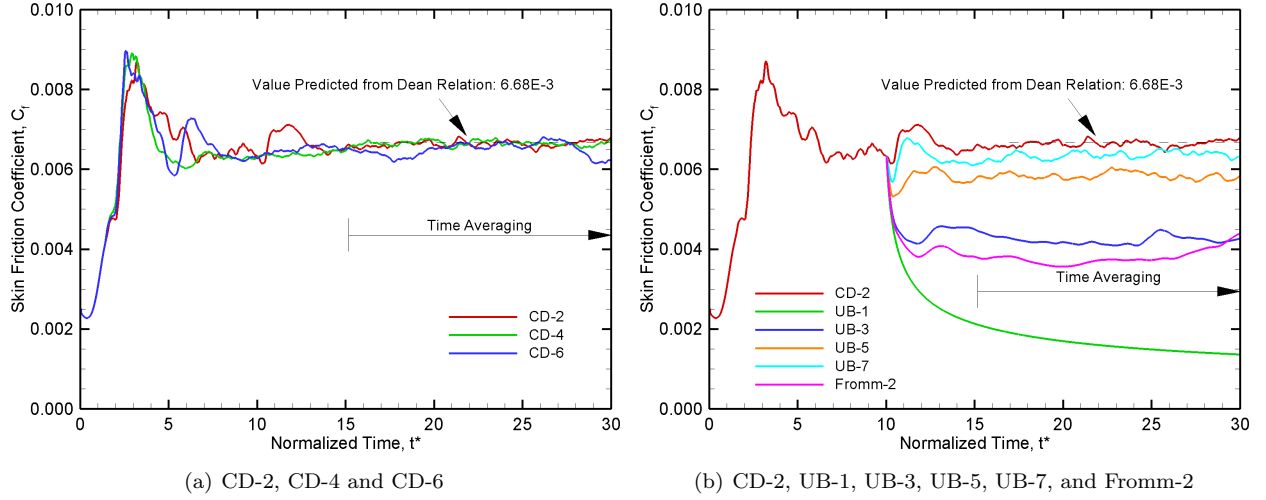 0.010
0.008
0.006
0.004
0.002
0.000
Skin Friction Coefficient, Cf
Value Predicted from Dean Relation: 6.68E-3
Time Averaging
CD-2
CD-4
CD-6
0 5 10 15 20 25 30
Normalized Time, t*
(a) CD-2, CD-4 and CD-6
0.010
0.008
0.006
0.004
0.002
0.000
Skin Friction Coefficient, Cf
Value Predicted from Dean Relation: 6.68E-3
Time Averaging
CD-2
UB-1
UB-3
UB-5
UB-7
Fromm-2
0 5 10 15 20 25 30
Normalized Time, t*
(b) CD-2, UB-1, UB-3, UB-5, UB-7, and Fromm-2